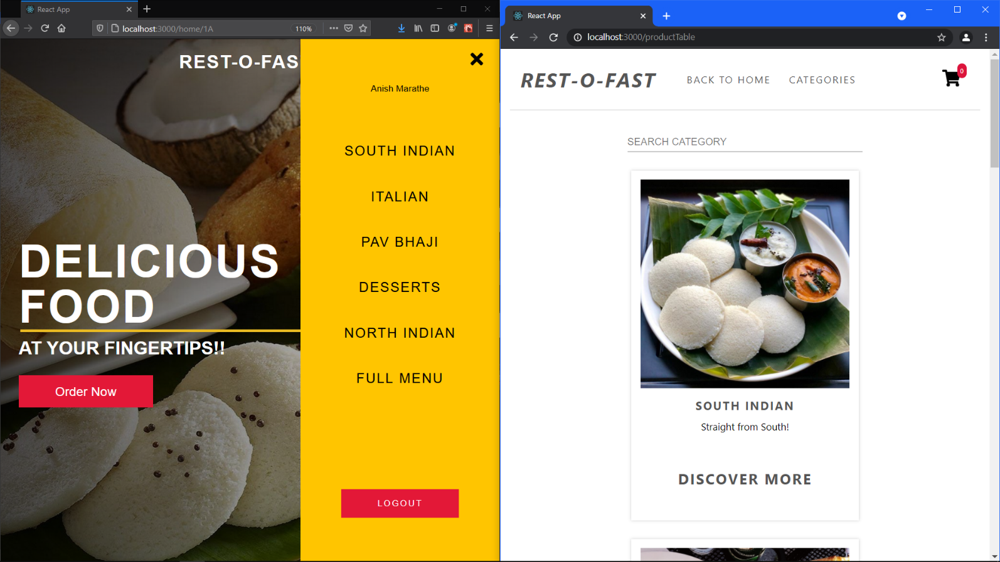 React App
localhost:3000/home/1A
110%
REST-O-FAS
Anish Marathe
SOUTH INDIAN
ITALIAN
PAV BHAJI
DESSERTS
NORTH INDIAN
FULL MENU
LOGOUT
DELICIOUS
FOOD
AT YOUR FINGERTIPS!!
Order Now
React App
localhost:3000/productTable
REST-O-FAST
BACK TO HOME
CATEGORIES
0
SEARCH CATEGORY
SOUTH INDIAN
Straight from South!
DISCOVER MORE